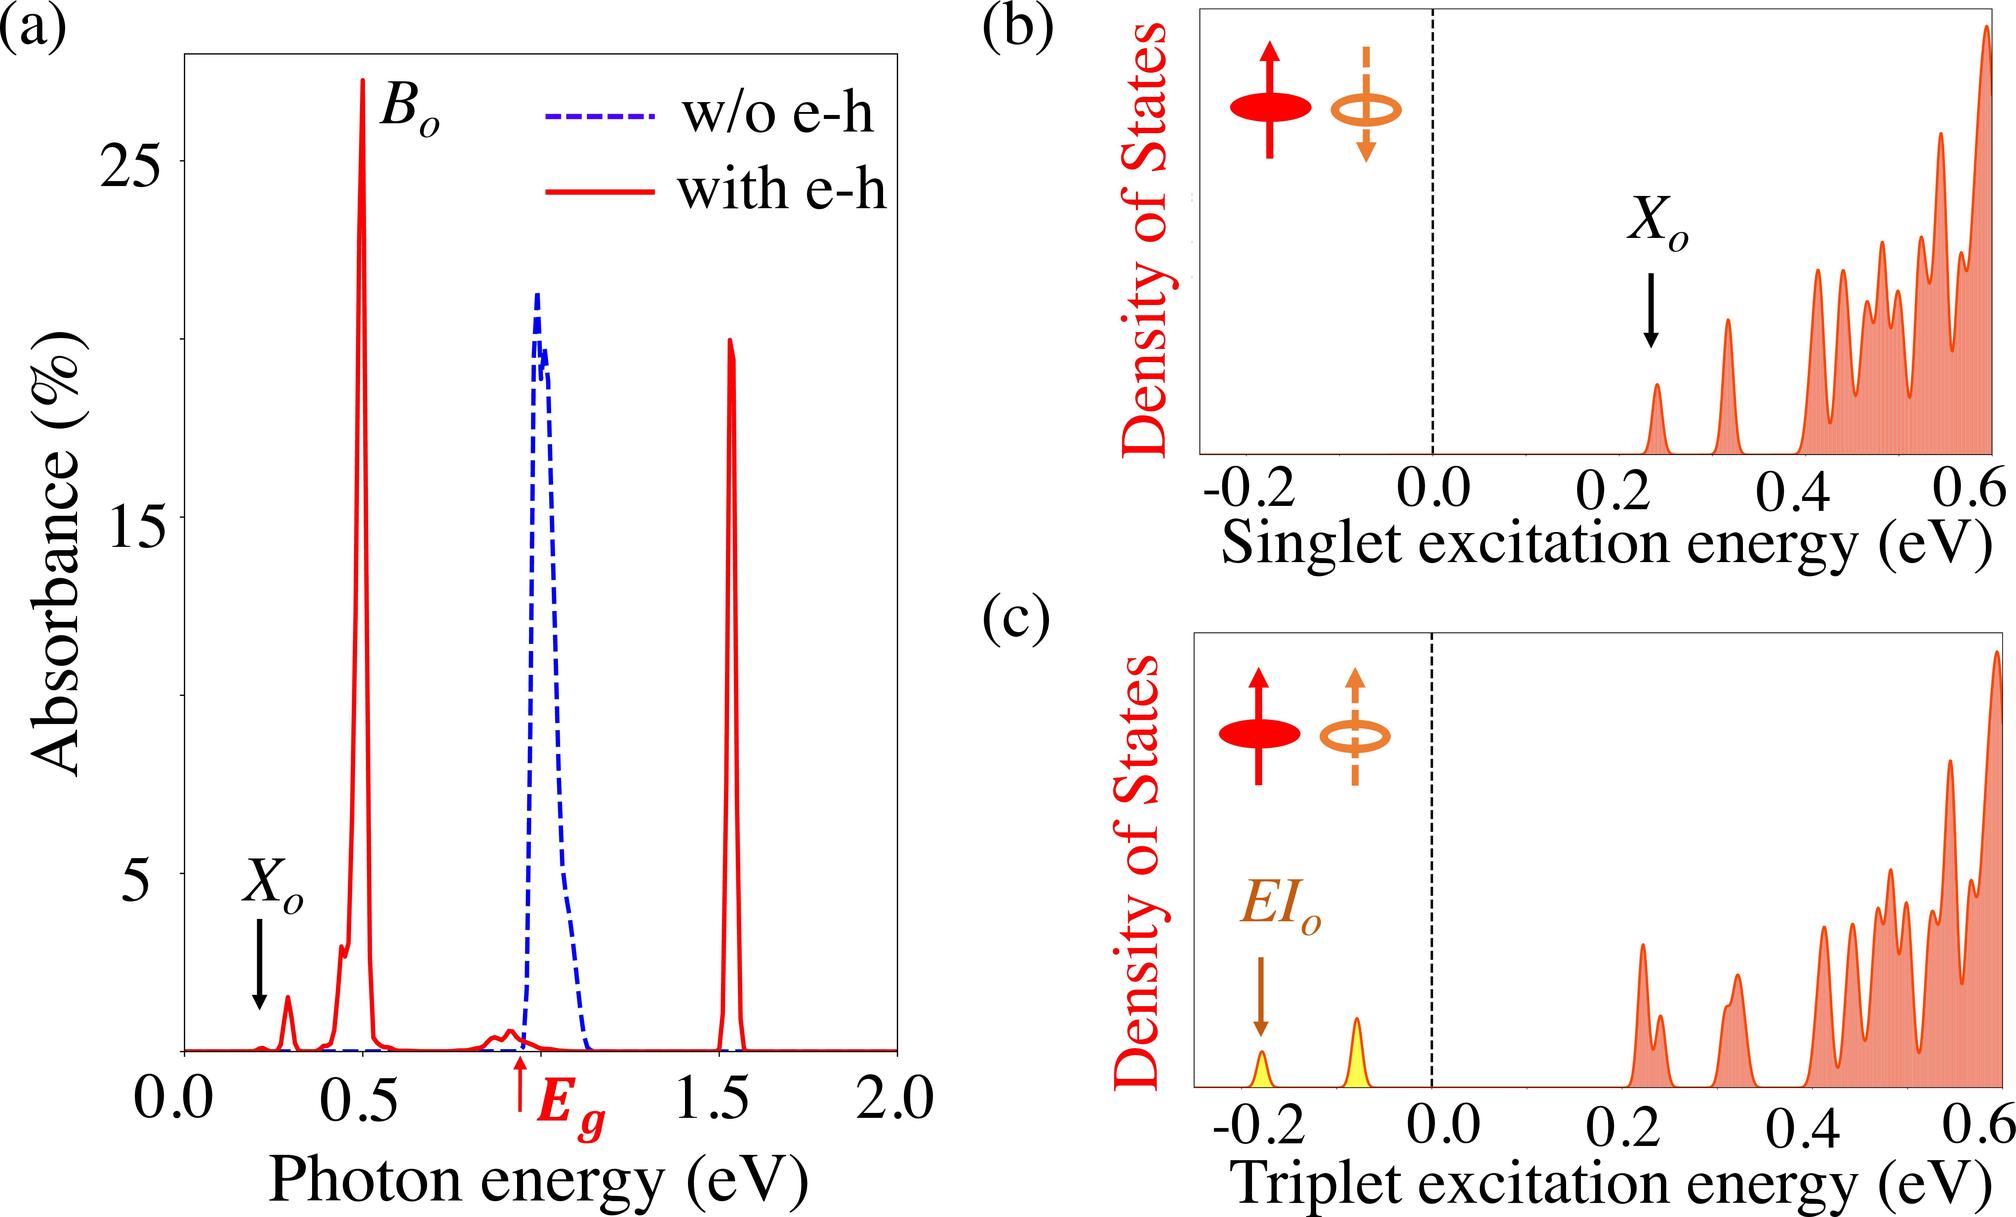 (a)
B_o
w/o e-h
with e-h
25
15
5
Absorbance (%)
X_o
0.0 0.5 1.5 2.0
E_g
Photon energy (eV)
(b)
Density of States
X_o
-0.2 0.0 0.2 0.4 0.6
Singlet excitation energy (eV)
(c)
Density of States
EI_o
-0.2 0.0 0.2 0.4 0.6
Triplet excitation energy (eV)